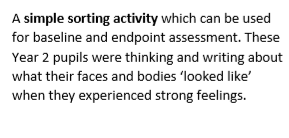 A simple sorting activity which can be used
for baseline and endpoint assessment. These
Year 2 pupils were thinking and writing about
what their faces and bodies ‘looked like’
when they experienced strong feelings.